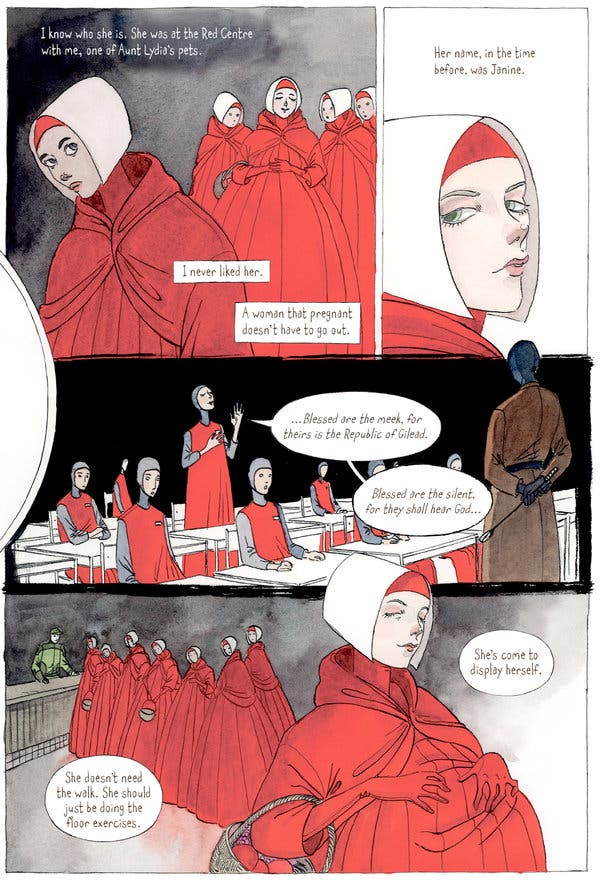 I know who she is. She was at the Red Centre
with me, one of Aunt Lydia's pets.
Her name, in the time
before, was Janine.
I never liked her.
A woman that pregnant
doesn't have to go out.
...Blessed are the meek, for
theirs is the Republic of Gilead.
Blessed are the silent,
for they shall hear God...
She's come to
display herself.
She doesn't need
the walk. She should
just be doing the
floor exercises.